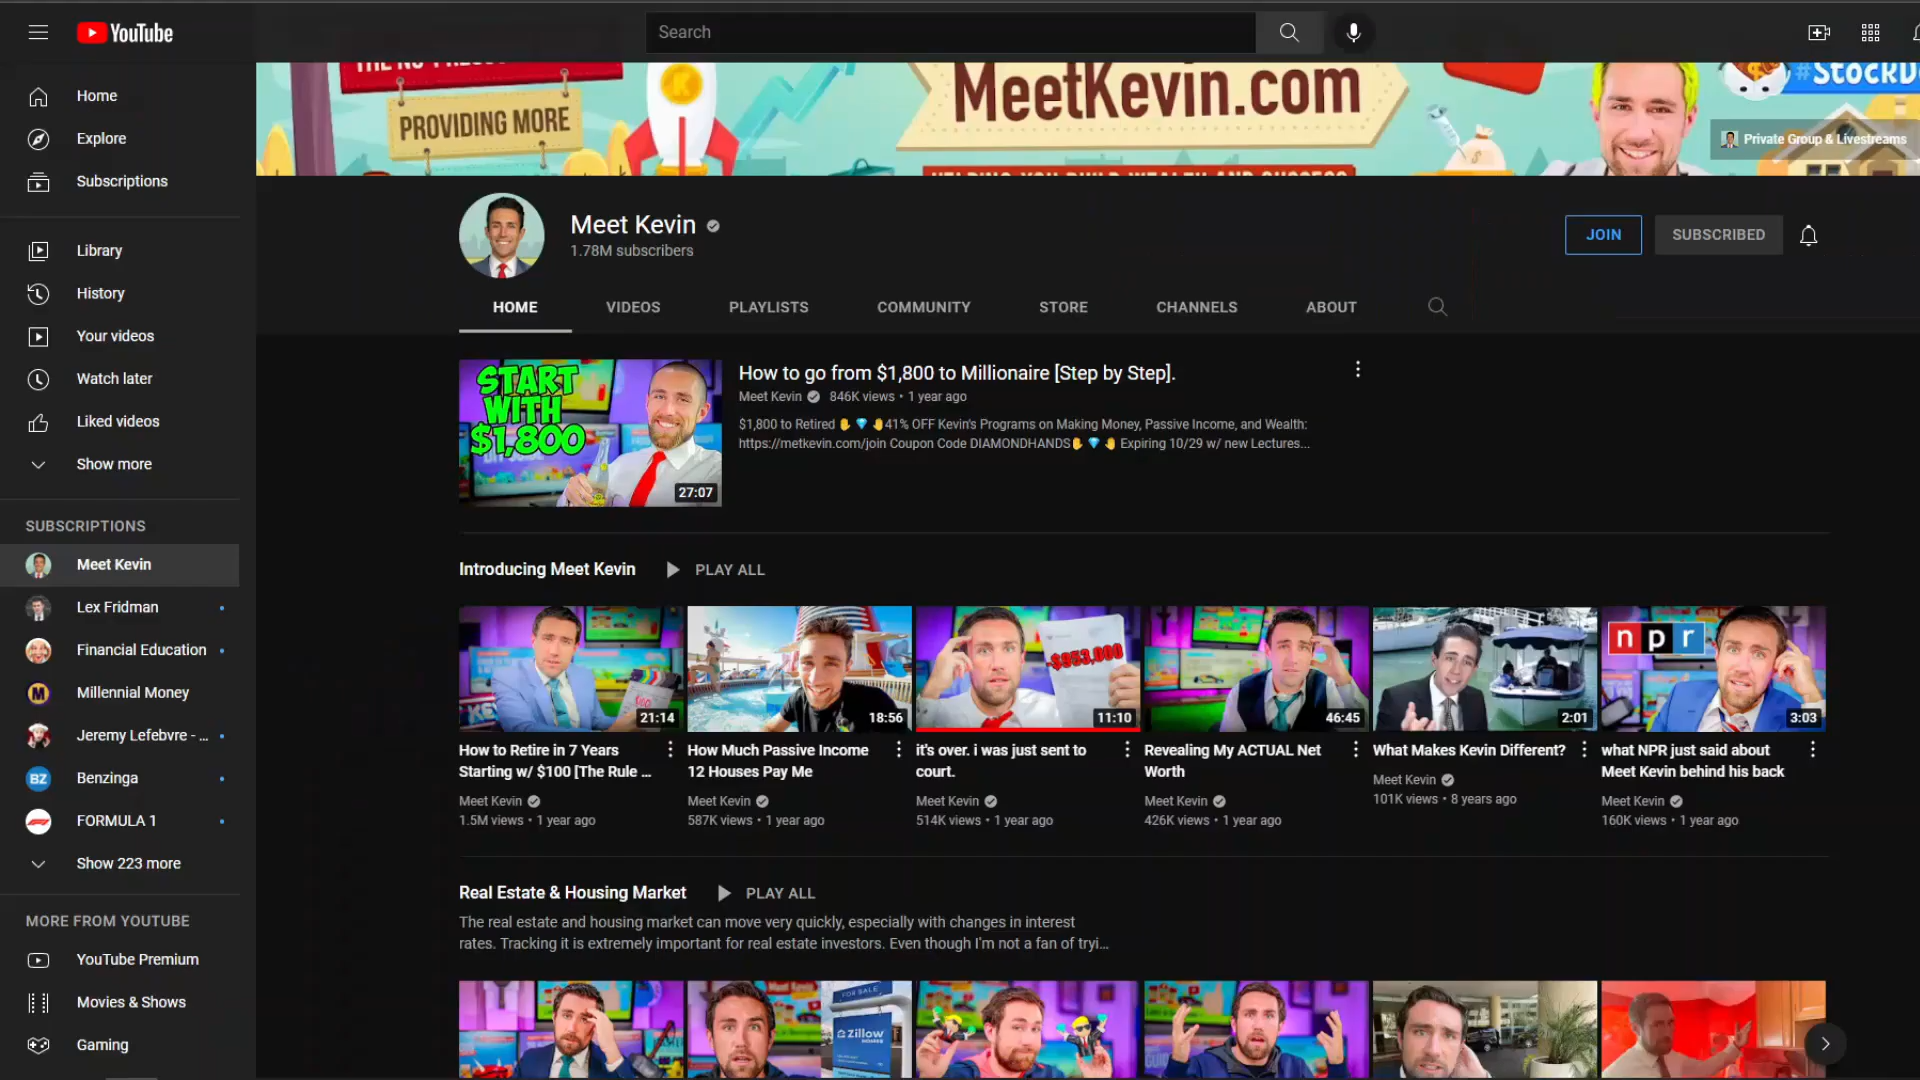 YouTube
Search
Home
Explore
Subscriptions
Library
History
Your videos
Watch later
Liked videos
Show more
SUBSCRIPTIONS
Meet Kevin
Lex Fridman
Financial Education
Millennial Money
Jeremy Lefebvre - ...
Benzinga
FORMULA 1
Show 223 more
MORE FROM YOUTUBE
YouTube Premium
Movies & Shows
Gaming
PROVIDING MORE
MeetKevin.com
HELPING YOU BUILD WEALTH AND SUCCESS
Private Group & Livestreams
Meet Kevin
1.78M subscribers
JOIN
SUBSCRIBED
HOME
VIDEOS
PLAYLISTS
COMMUNITY
STORE
CHANNELS
ABOUT
START
WITH
$1,800
27:07
How to go from $1,800 to Millionaire [Step by Step].
Meet Kevin 846K views • 1 year ago
$1,800 to Retired ✋ 💎 🤚41% OFF Kevin's Programs on Making Money, Passive Income, and Wealth:
https://metkevin.com/join Coupon Code DIAMONDHANDS✋ 💎 🤚 Expiring 10/29 w/ new Lectures...
Introducing Meet Kevin PLAY ALL
21:14
How to Retire in 7 Years
Starting w/ $100 [The Rule ...
Meet Kevin
1.5M views • 1 year ago
18:56
How Much Passive Income
12 Houses Pay Me
Meet Kevin
587K views • 1 year ago
-$953,000
11:10
it's over. i was just sent to
court.
Meet Kevin
514K views • 1 year ago
46:45
Revealing My ACTUAL Net
Worth
Meet Kevin
426K views • 1 year ago
2:01
What Makes Kevin Different?
Meet Kevin
101K views • 8 years ago
npr
3:03
what NPR just said about
Meet Kevin behind his back
Meet Kevin
160K views • 1 year ago
Real Estate & Housing Market PLAY ALL
The real estate and housing market can move very quickly, especially with changes in interest
rates. Tracking it is extremely important for real estate investors. Even though I'm not a fan of tryi...
FOR SALE
Zillow